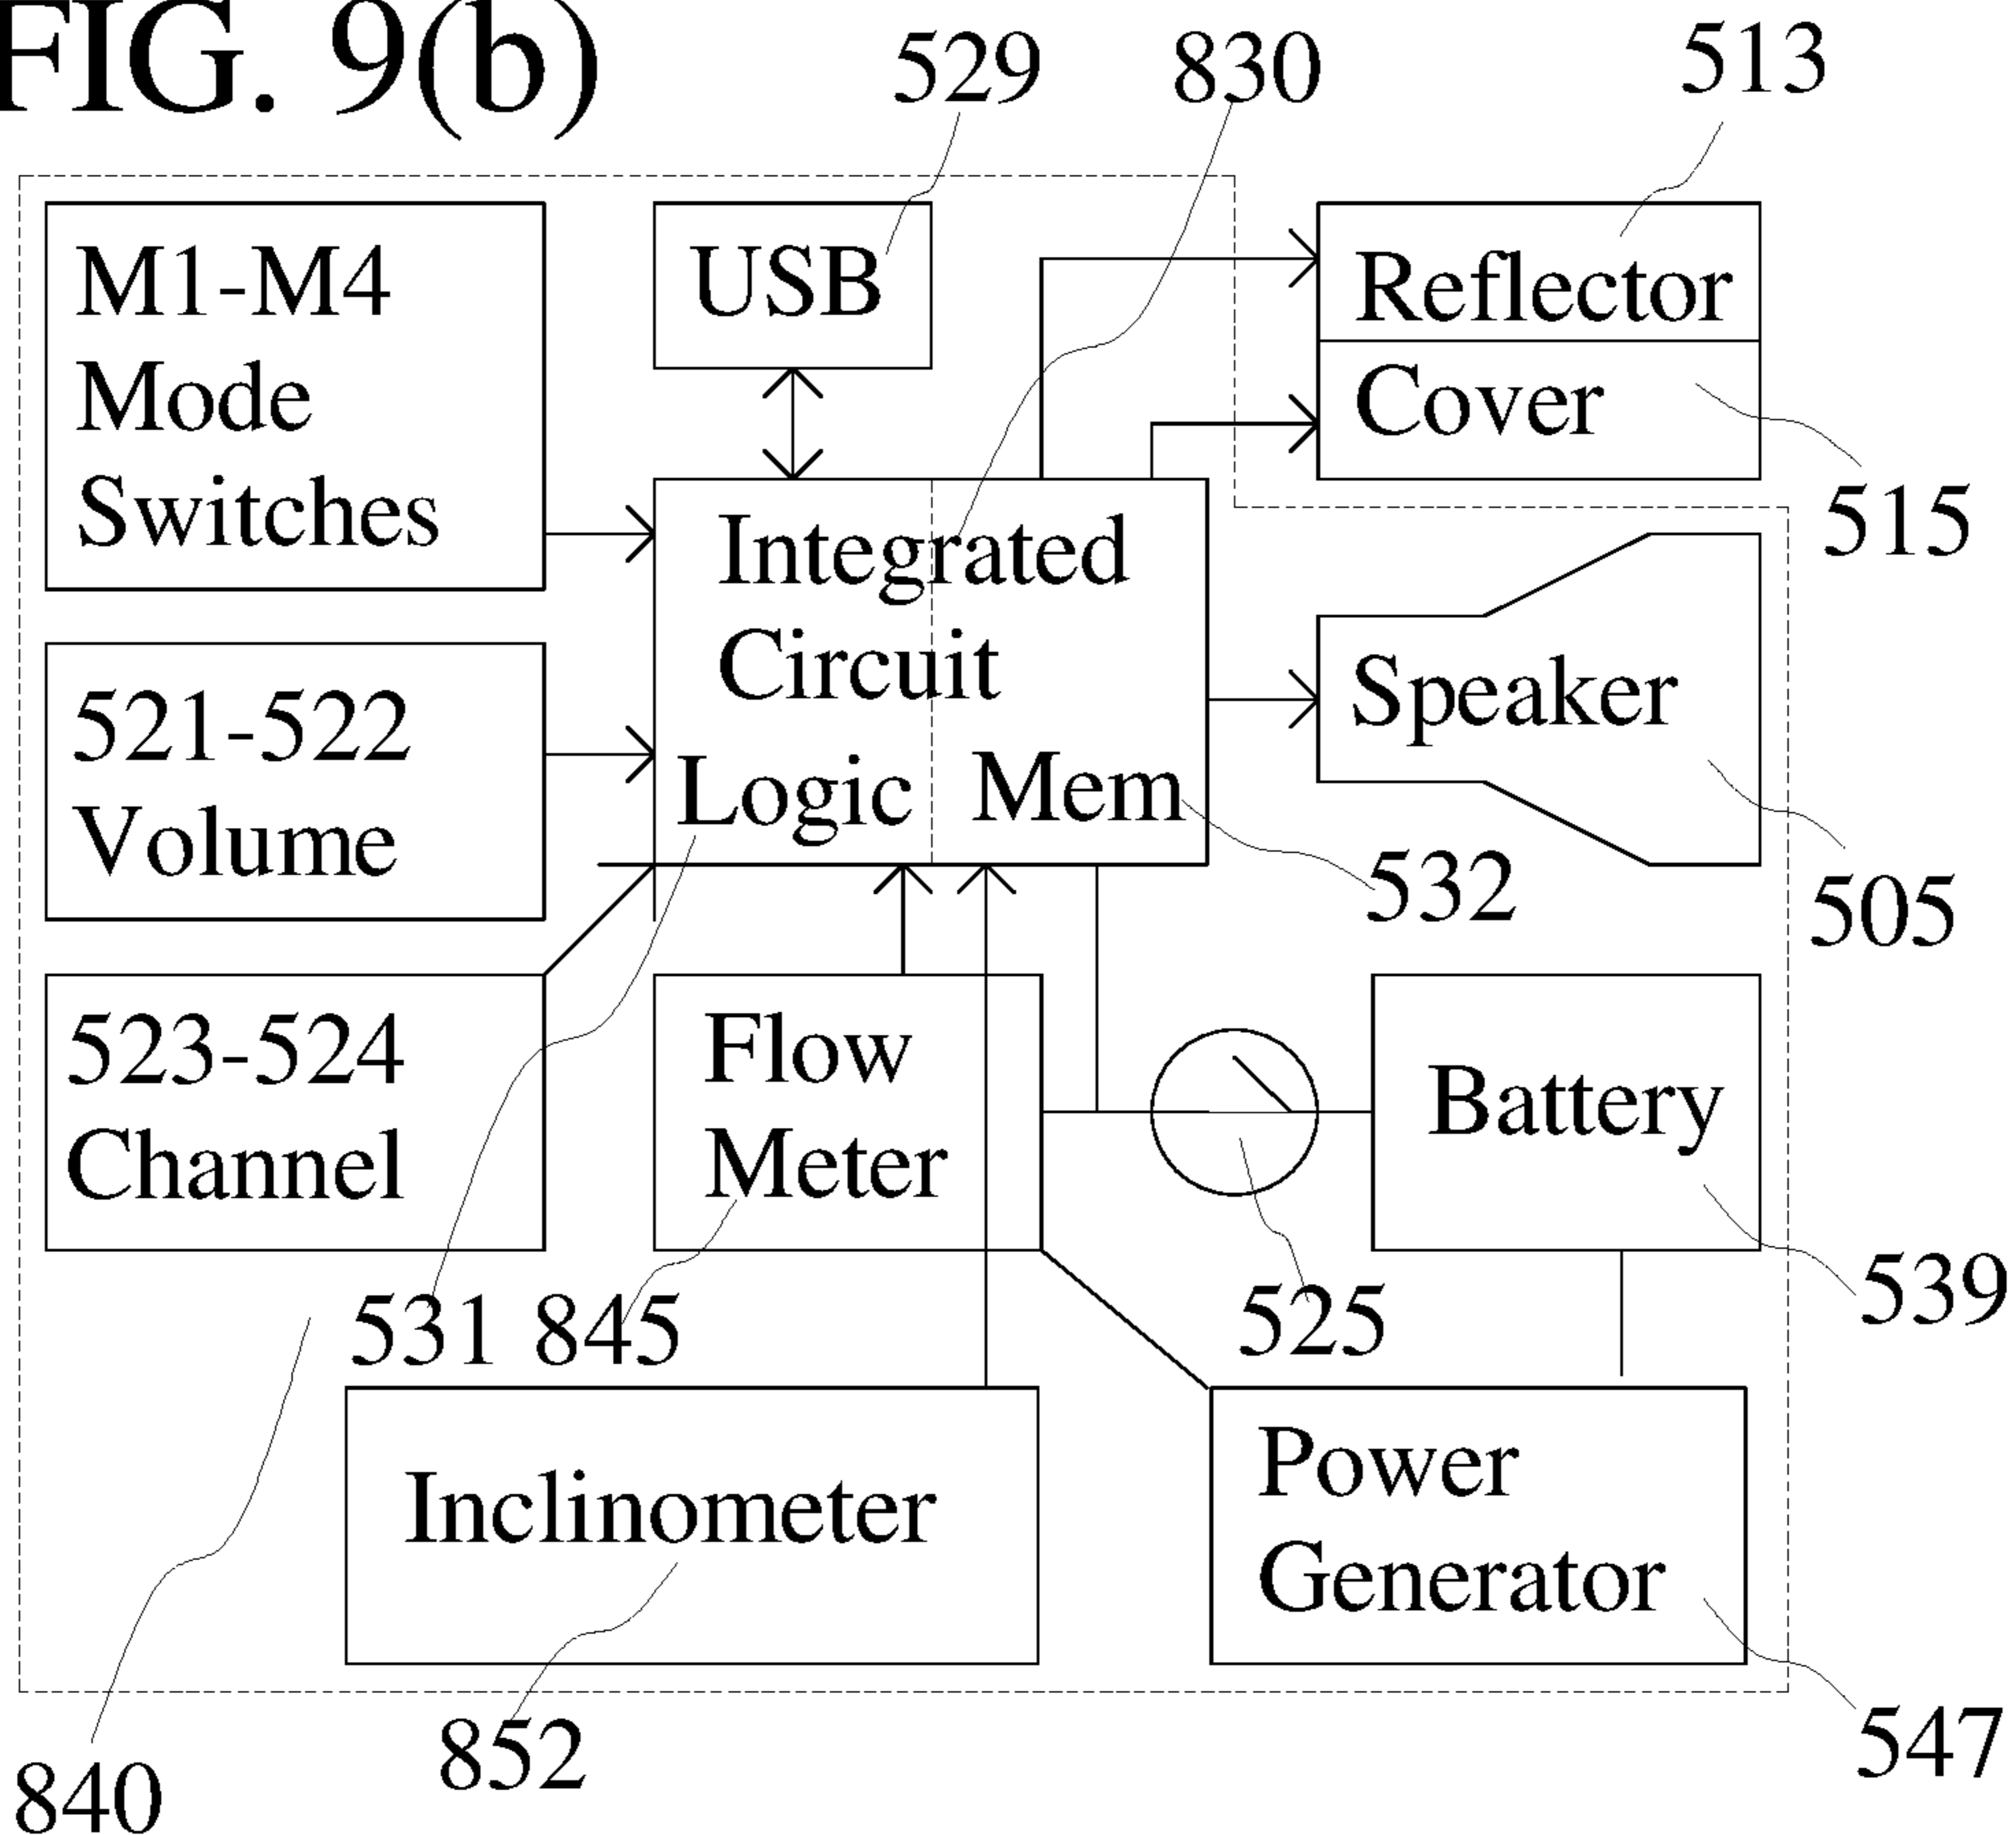 FIG. 9(b)
529
830
513
M1-M4
Mode
Switches
USB
Reflector
Cover
515
Integrated
Circuit
Logic
Mem
532
Speaker
505
521-522
Volume
523-524
Channel
Flow
Meter
Battery
539
531
845
525
Inclinometer
852
Power
Generator
547
840